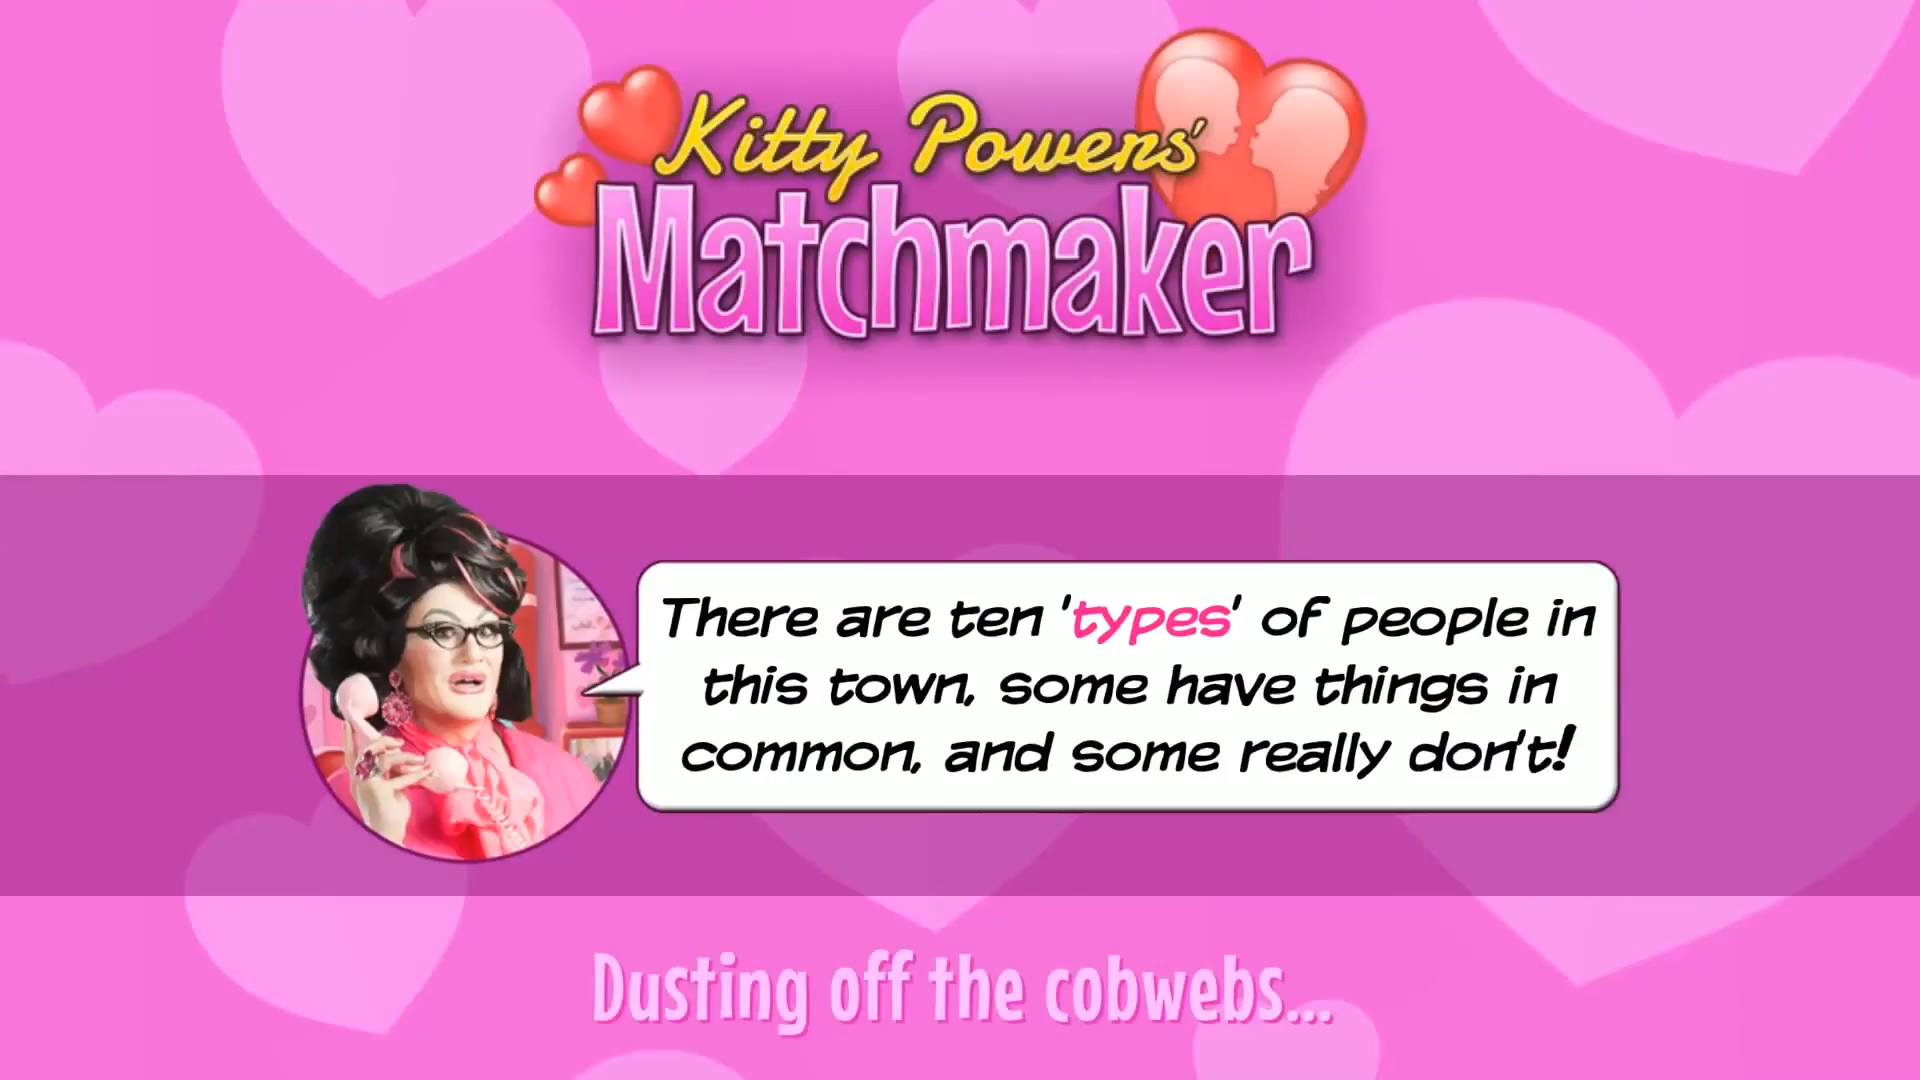 Kitty Powers'
Matchmaker
There are ten 'types' of people in
this town, some have things in
common, and some really don't!
Dusting off the cobwebs...